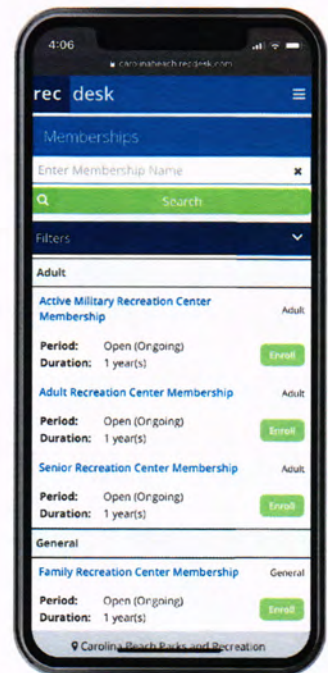 4:06
carolinabeach.recdesk.com
rec desk
Memberships
Enter Membership Name
Search
Filters
Adult
Active Military Recreation Center Adult
Membership
Period: Open (Ongoing)
Duration: 1 year(s) Enroll
Adult Recreation Center Membership Adult
Period: Open (Ongoing)
Duration: 1 year(s) Enroll
Senior Recreation Center Membership Adult
Period: Open (Ongoing)
Duration: 1 year(s) Enroll
General
Family Recreation Center Membership General
Period: Open (Ongoing)
Duration: 1 year(s) Enroll
Carolina Beach Parks and Recreation